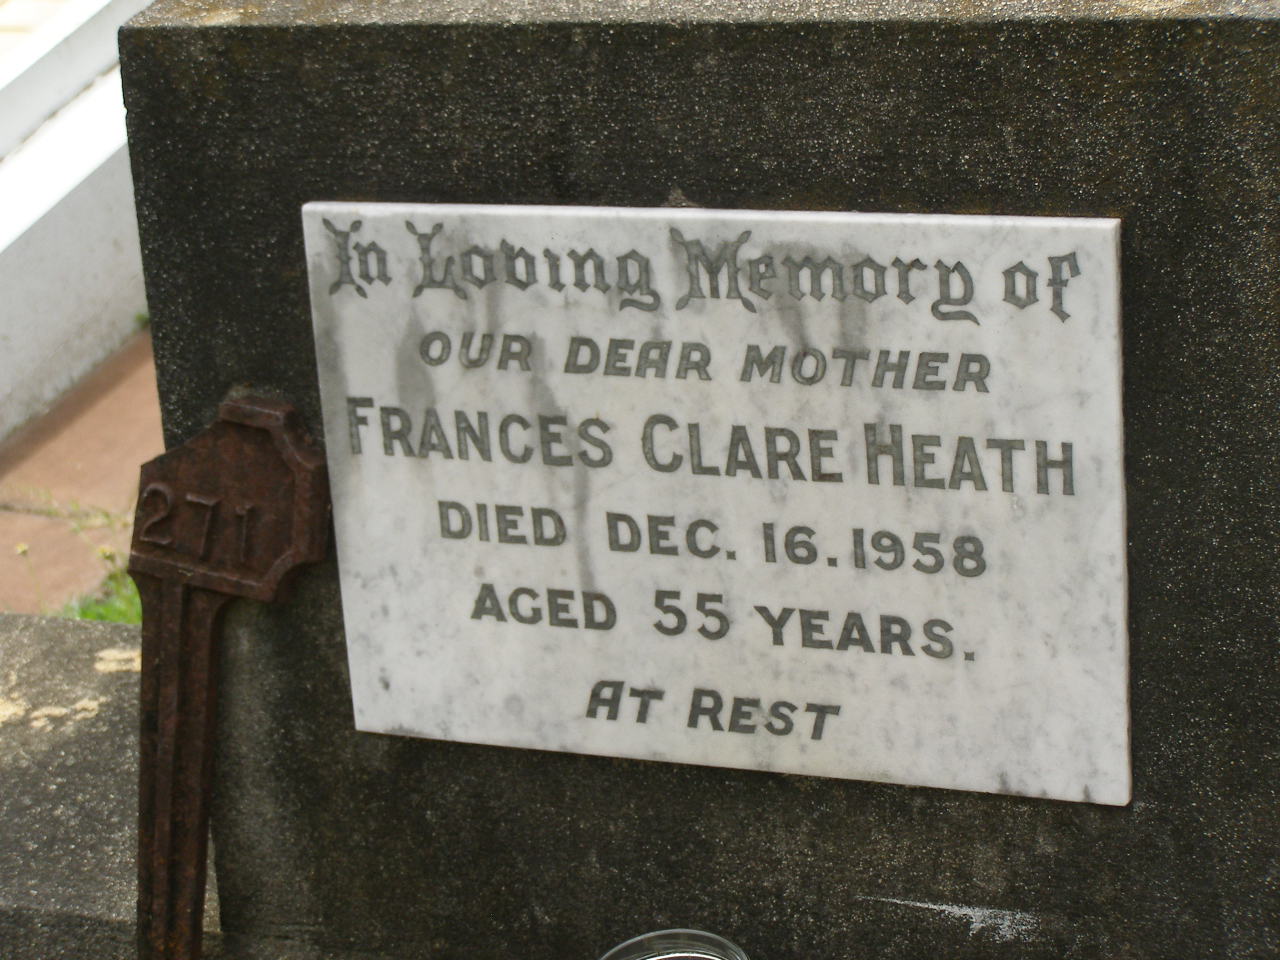 In Loving Memory of
OUR DEAR MOTHER
FRANCES CLARE HEATH
DIED DEC. 16. 1958
AGED 55 YEARS.
AT REST
271